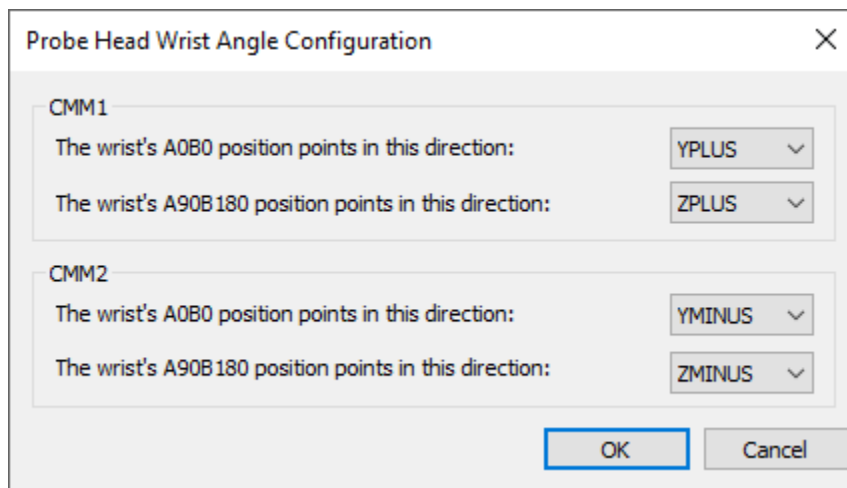 Probe Head Wrist Angle Configuration
CMM1
The wrist's A0B0 position points in this direction: YPLUS
The wrist's A90B180 position points in this direction: ZPLUS
CMM2
The wrist's A0B0 position points in this direction: YMINUS
The wrist's A90B180 position points in this direction: ZMINUS
OK Cancel